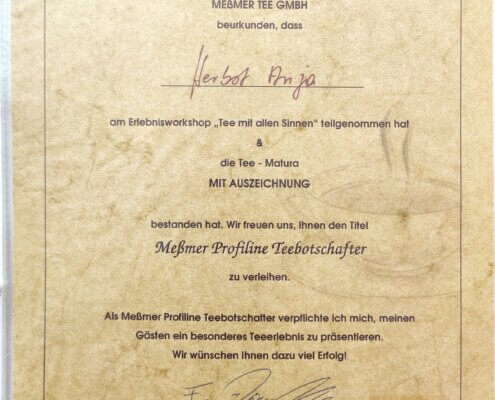 MEßMER TEE GMBH
beurkunden, dass
Herbot Anja
am Erlebnisworkshop „Tee mit allen Sinnen" teilgenommen hat
&
die Tee - Matura
MIT AUSZEICHNUNG
bestanden hat. Wir freuen uns, Ihnen den Titel
Meßmer Profiline Teebotschafter
zu verleihen.
Als Meßmer Profiline Teebotschafter verpflichte ich mich, meinen
Gästen ein besonderes Teeerlebnis zu präsentieren.
Wir wünschen Ihnen dazu viel Erfolg!